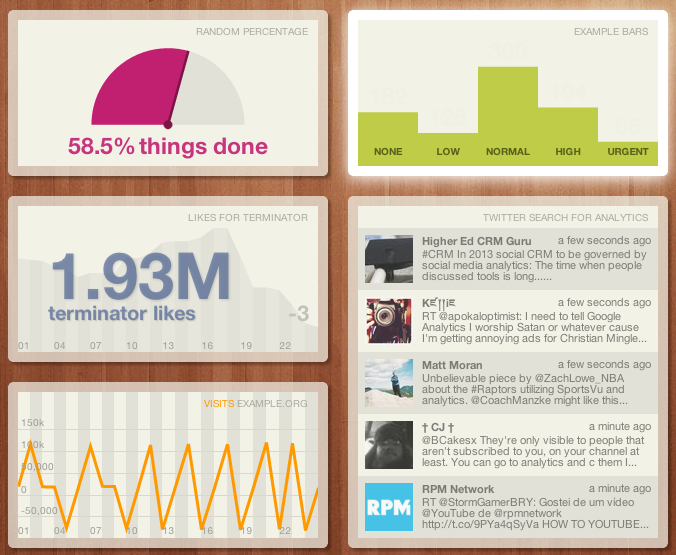 RANDOM PERCENTAGE
58.5% things done
EXAMPLE BARS
NONE
LOW
NORMAL
HIGH
URGENT
LIKES FOR TERMINATOR
1.93M
terminator likes
-3
01 04 07 10 13 16 19 22
VISITS EXAMPLE.ORG
150k
100k
50,000
0
-50,000
01 04 07 10 13 16 19 22
TWITTER SEARCH FOR ANALYTICS
Higher Ed CRM Guru a few seconds ago
#CRM In 2013 social CRM to be governed by
social media analytics: The time when people
discussed tools is long......
a few seconds ago
RT @apokaloptimist: I need to tell Google
Analytics I worship Satan or whatever cause
I'm getting annoying ads for Christian Mingle...
Matt Moran a few seconds ago
Unbelievable piece by @ZachLowe_NBA
about the #Raptors utilizing SportsVu and
analytics. @CoachManzke might like this...
† CJ † a minute ago
@BCakesx They're only visible to people that
aren't subscribed to you, on your channel at
least. You can go to analytics and c them I...
RPM
RPM Network a minute ago
RT @StormGamerBRY: Gostei de um vídeo
@YouTube de @rpmnetwork
http://t.co/9PYa4qSyVa HOW TO YOUTUBE...